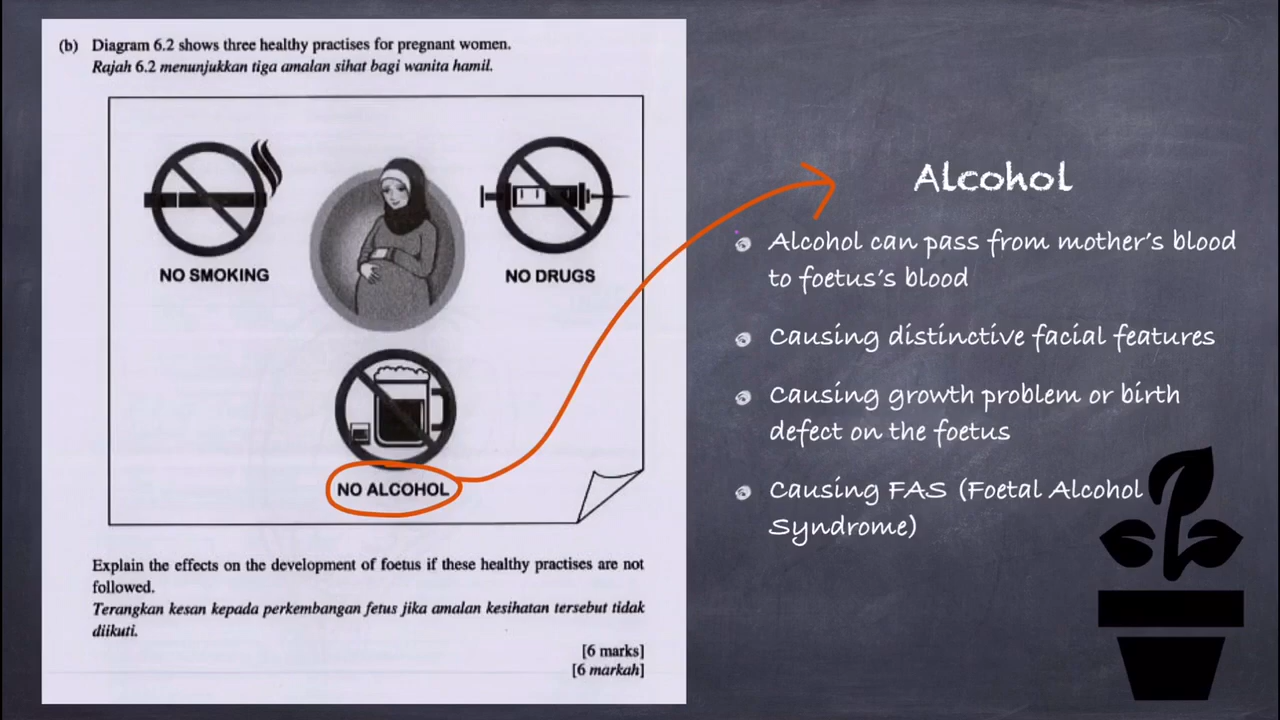 (b) Diagram 6.2 shows three healthy practises for pregnant women.
Rajah 6.2 menunjukkan tiga amalan sihat bagi wanita hamil.
NO SMOKING
NO DRUGS
NO ALCOHOL
Explain the effects on the development of foetus if these healthy practises are not
followed.
Terangkan kesan kepada perkembangan fetus jika amalan kesihatan tersebut tidak
diikuti.
[6 marks]
[6 markah]
Alcohol
Alcohol can pass from mother's blood
to foetus's blood
Causing distinctive facial features
Causing growth problem or birth
defect on the foetus
Causing FAS (Foetal Alcohol
Syndrome)